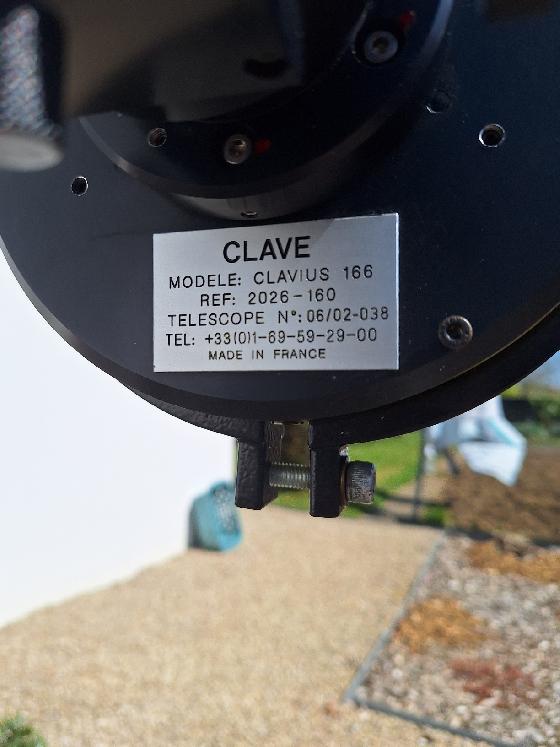 CLAVE
MODELE: CLAVIUS 166
REF: 2026-160
TELESCOPE N°: 06/02-038
TEL: +33(0)1-69-59-29-00
MADE IN FRANCE